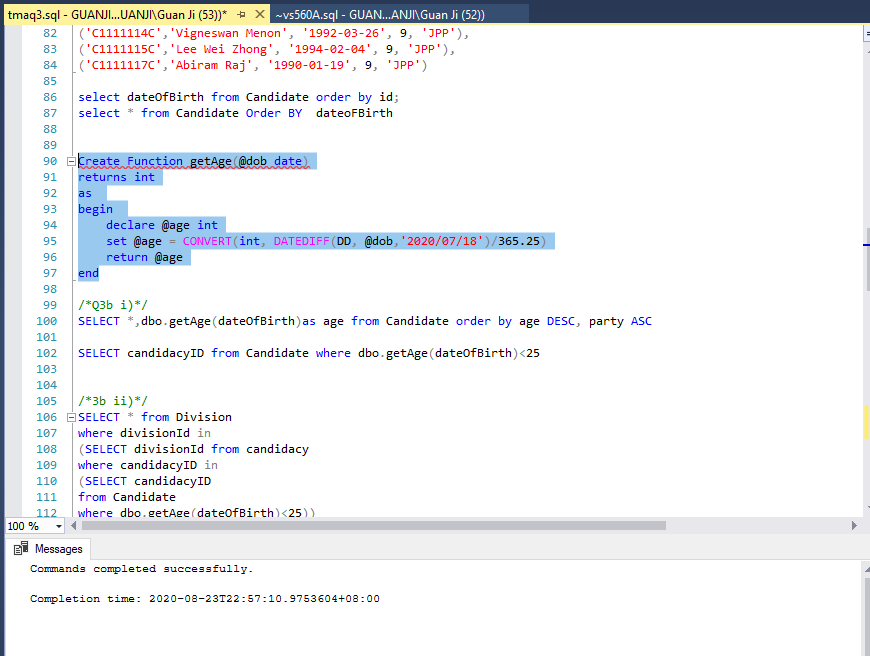 tmaq3.sql - GUANJI...UANJI\Guan Ji (53))*
~vs560A.sql - GUAN...ANJI\Guan Ji (52))
82 ('C1111114C','Vigneswan Menon', '1992-03-26', 9, 'JPP'),
83 ('C1111115C','Lee Wei Zhong', '1994-02-04', 9, 'JPP'),
84 ('C1111117C','Abiram Raj', '1990-01-19', 9, 'JPP')
85
86 select dateOfBirth from Candidate order by id;
87 select * from Candidate Order BY  dateoFBirth
88
89
90 Create Function getAge(@dob date)
91 returns int
92 as
93 begin
94     declare @age int
95     set @age = CONVERT(int, DATEDIFF(DD, @dob,'2020/07/18')/365.25)
96     return @age
97 end
98
99 /*Q3b i)*/
100 SELECT *,dbo.getAge(dateOfBirth)as age from Candidate order by age DESC, party ASC
101
102 SELECT candidacyID from Candidate where dbo.getAge(dateOfBirth)<25
103
104
105 /*3b ii)*/
106 SELECT * from Division
107 where divisionId in
108 (SELECT divisionId from candidacy
109 where candidacyID in
110 (SELECT candidacyID
111 from Candidate
112 where dbo.getAge(dateOfBirth)<25))
100 %
Messages
Commands completed successfully.
Completion time: 2020-08-23T22:57:10.9753604+08:00